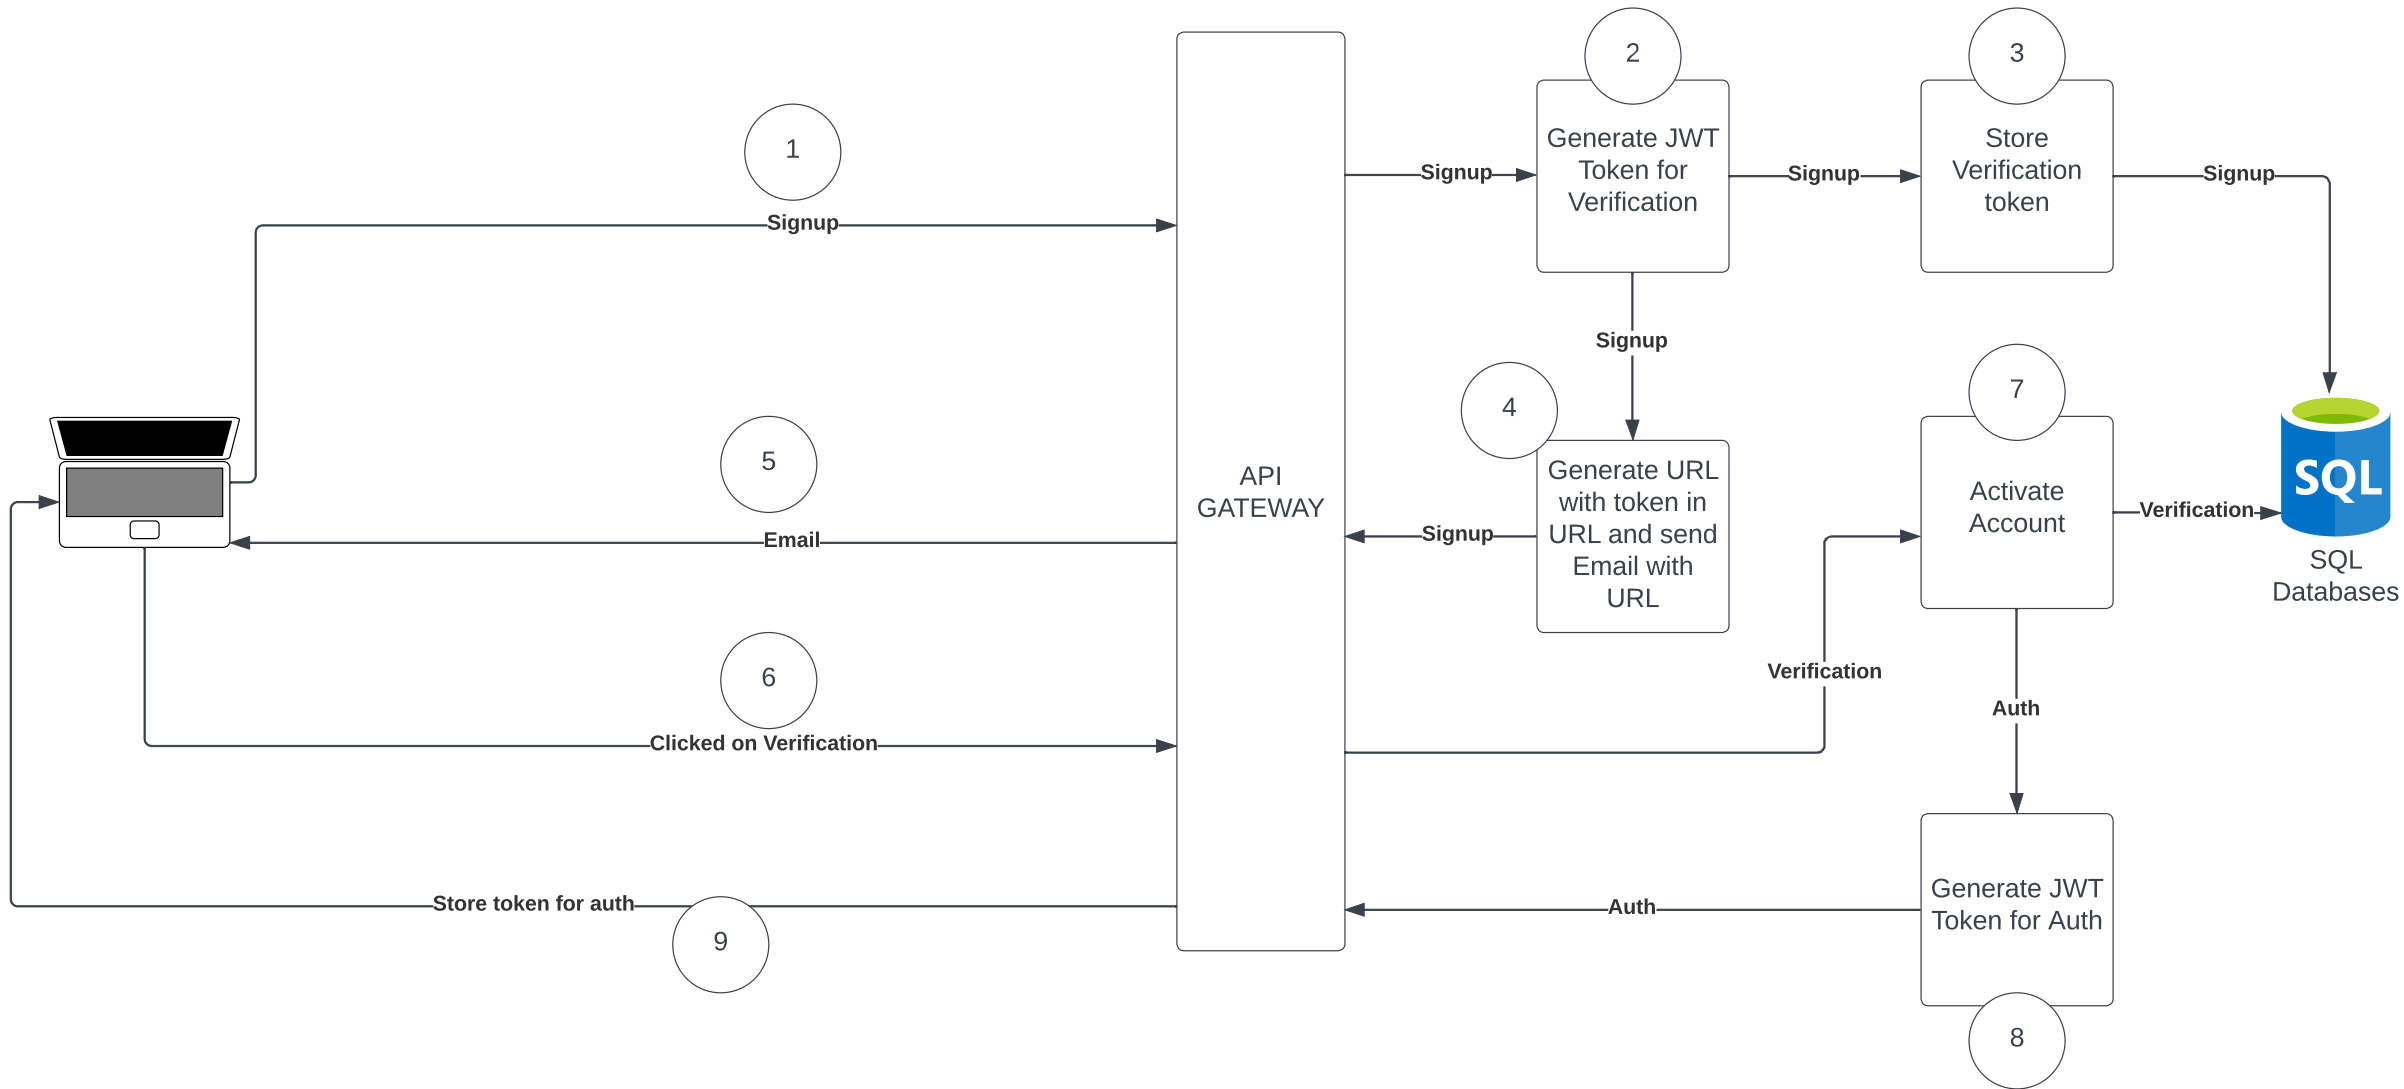 1
Signup
API
GATEWAY
Signup
2
Generate JWT
Token for
Verification
Signup
3
Store
Verification
token
Signup
Signup
4
Generate URL
with token in
URL and send
Email with
URL
Signup
5
Email
6
Clicked on Verification
Verification
7
Activate
Account
Verification
SQL
SQL
Databases
Auth
Generate JWT
Token for Auth
8
Auth
Store token for auth
9